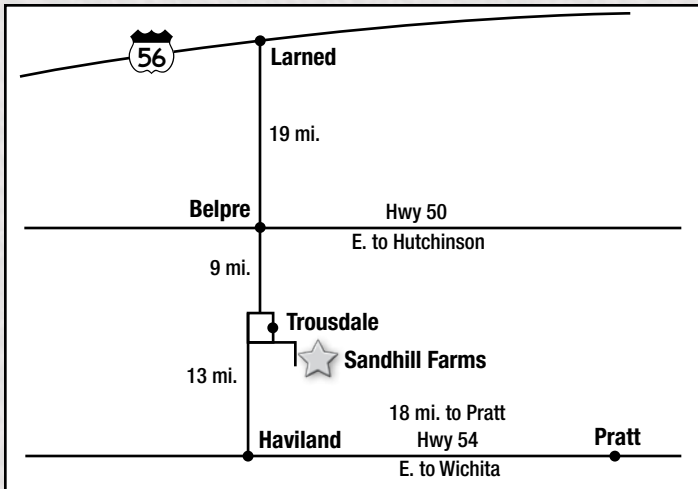 56
Larned
19 mi.
Belpre
Hwy 50
E. to Hutchinson
9 mi.
Trousdale
Sandhill Farms
13 mi.
18 mi. to Pratt
Haviland
Hwy 54
Pratt
E. to Wichita